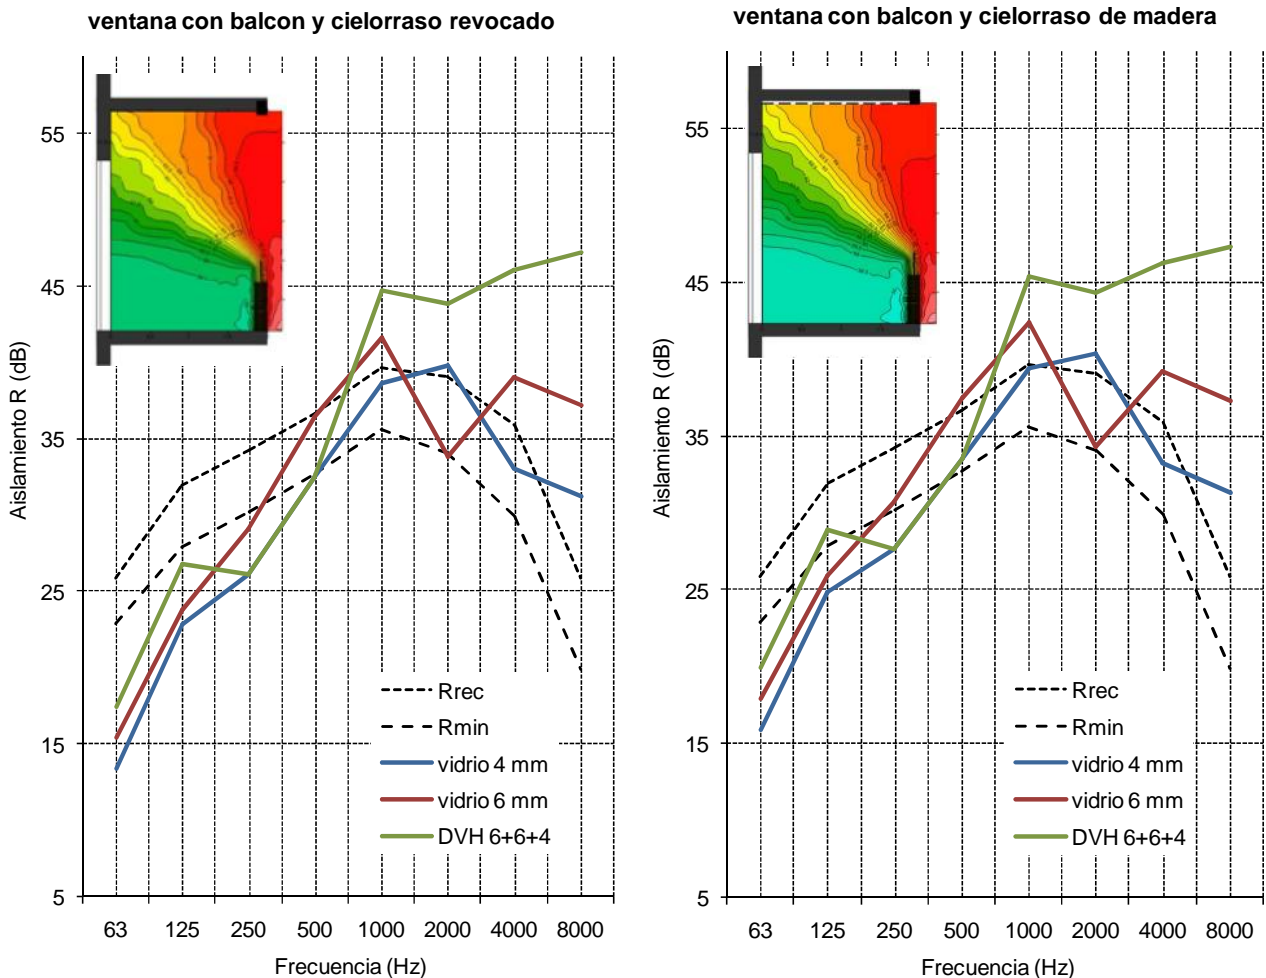 ventana con balcon y cielorraso revocado
55
45
35
25
15
5
Aislamiento R (dB)
Rrec
Rmin
vidrio 4 mm
vidrio 6 mm
DVH 6+6+4
63 125 250 500 1000 2000 4000 8000
Frecuencia (Hz)
ventana con balcon y cielorraso de madera
55
45
35
25
15
5
Aislamiento R (dB)
Rrec
Rmin
vidrio 4 mm
vidrio 6 mm
DVH 6+6+4
63 125 250 500 1000 2000 4000 8000
Frecuencia (Hz)